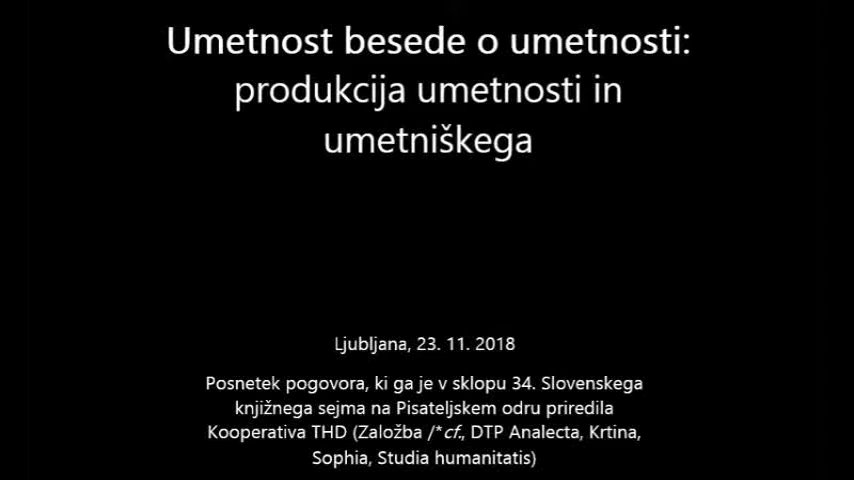 Umetnost besede o umetnosti:
produkcija umetnosti in
umetniškega
Ljubljana, 23. 11. 2018
Posnetek pogovora, ki ga je v sklopu 34. Slovenskega
knjižnega sejma na Pisateljskem odru priredila
Kooperativa THD (Založba /*cf., DTP Analecta, Krtina,
Sophia, Studia humanitatis)